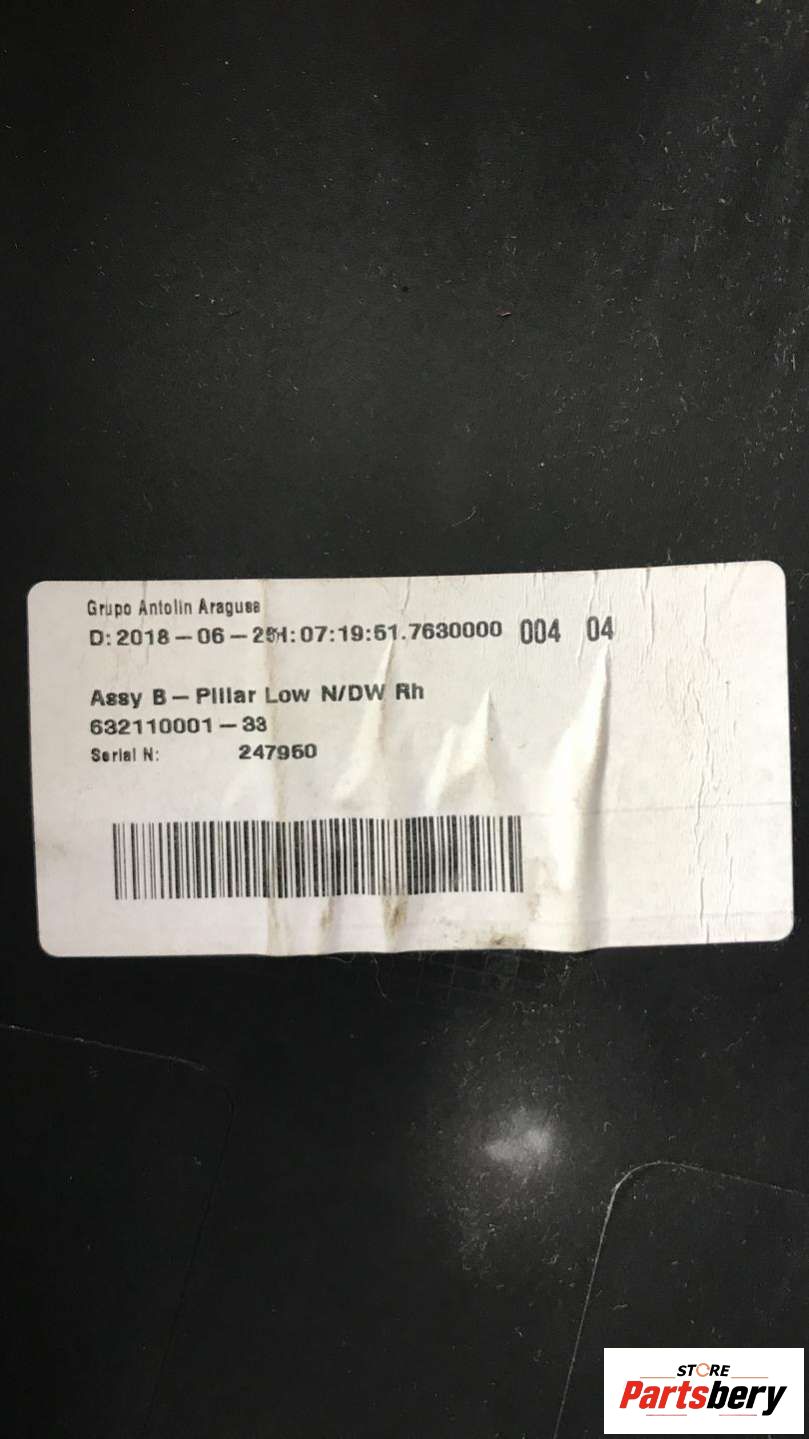 Grupo Antolin Aragusa
D: 2018-06-25H:07:19:51.7630000 004 04
Assy B-Pillar Low N/DW Rh
632110001-33
Serial N: 247950
STORE
Partsbery